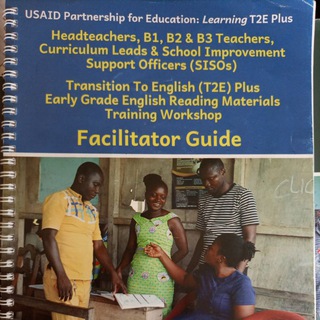 USAID Partnership for Education: Learning T2E Plus
Headteachers, B1, B2 & B3 Teachers,
Curriculum Leads & School Improvement
Support Officers (SISOs)
Transition To English (T2E) Plus
Early Grade English Reading Materials
Training Workshop
Facilitator Guide